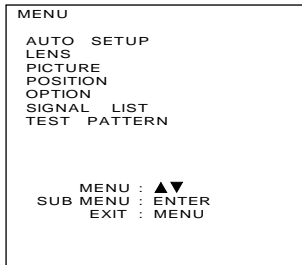 MENU
AUTO SETUP
LENS
PICTURE
POSITION
OPTION
SIGNAL LIST
TEST PATTERN
MENU : ▲▼
SUB MENU : ENTER
EXIT : MENU